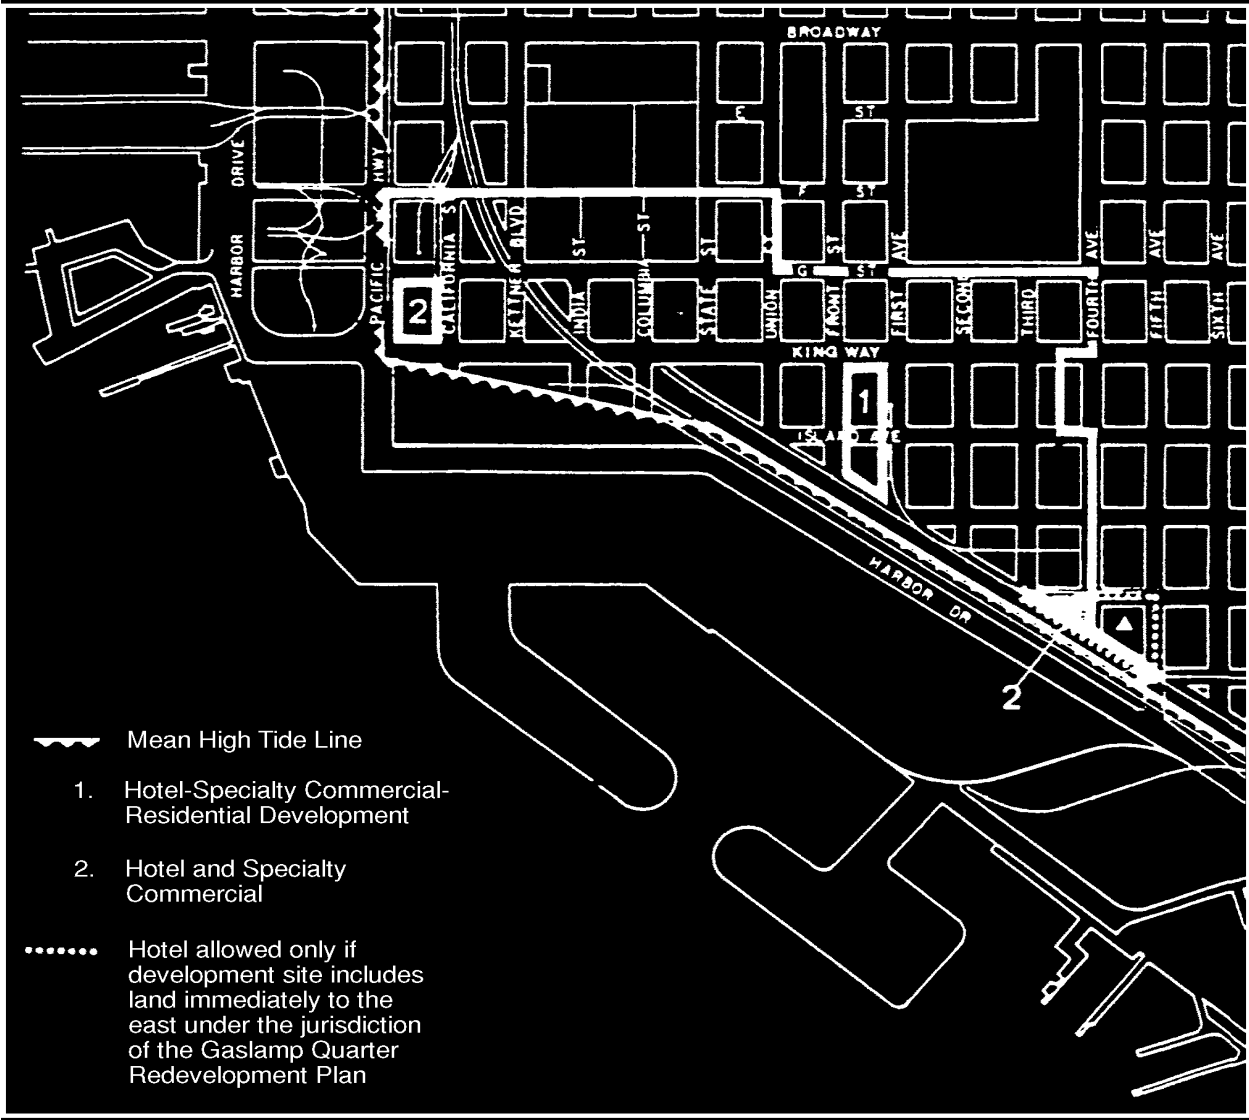 BROADWAY
E ST
DRIVE
HWY
F ST
HARBOR
PACIFIC
CALIFORNIA S
KETTNER BLVD
INDIA ST
COLUMBIA ST
STATE ST
UNION
FRONT ST
FIRST AVE
SECOND
THIRD
FOURTH AVE
FIFTH AVE
SIXTH AVE
G ST
2
KING WAY
1
ISLAND AVE
HARBOR DR
2
Mean High Tide Line
1. Hotel-Specialty Commercial-
Residential Development
2. Hotel and Specialty
Commercial
Hotel allowed only if
development site includes
land immediately to the
east under the jurisdiction
of the Gaslamp Quarter
Redevelopment Plan